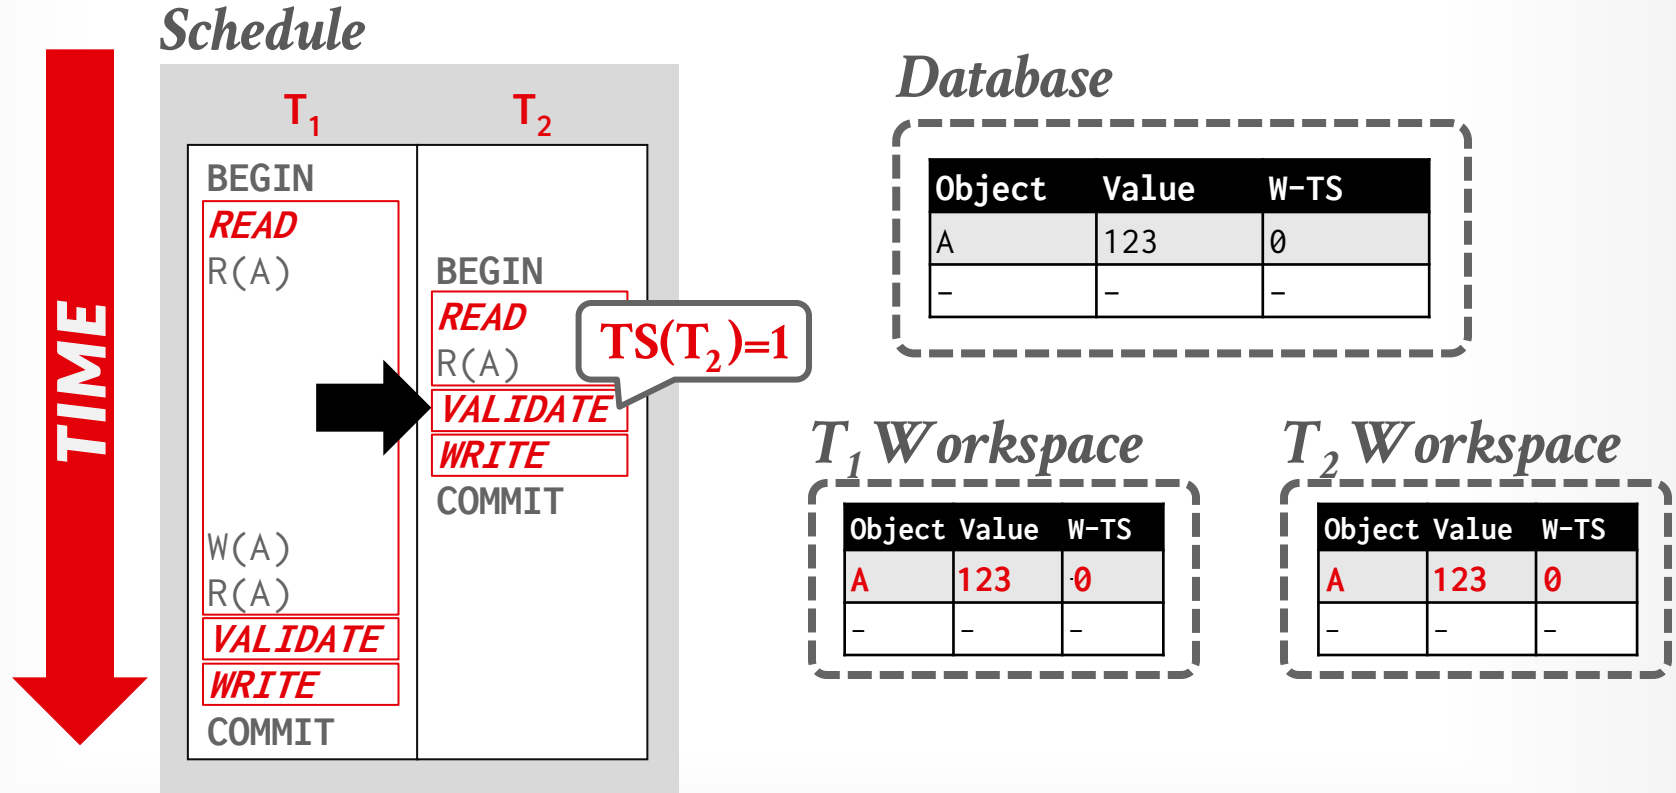 Schedule
TIME
T1 T2
BEGIN
READ
R(A)
BEGIN
READ
R(A)
VALIDATE
TS(T2)=1
WRITE
COMMIT
W(A)
R(A)
VALIDATE
WRITE
COMMIT
Database
Object Value W-TS
A 123 0
- - -
T1 Workspace
Object Value W-TS
A 123 0
- - -
T2 Workspace
Object Value W-TS
A 123 0
- - -